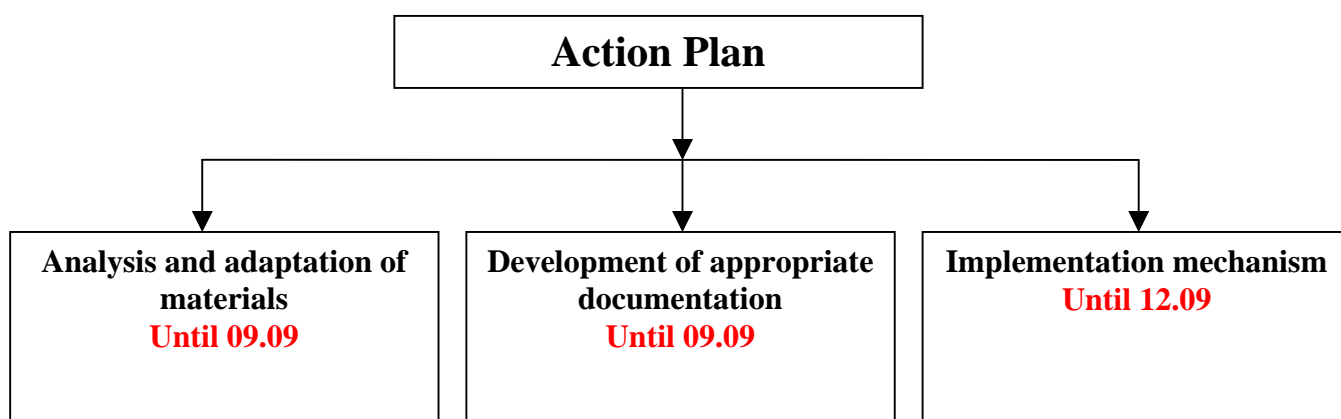 Action Plan
Analysis and adaptation of
materials
Until 09.09
Development of appropriate
documentation
Until 09.09
Implementation mechanism
Until 12.09